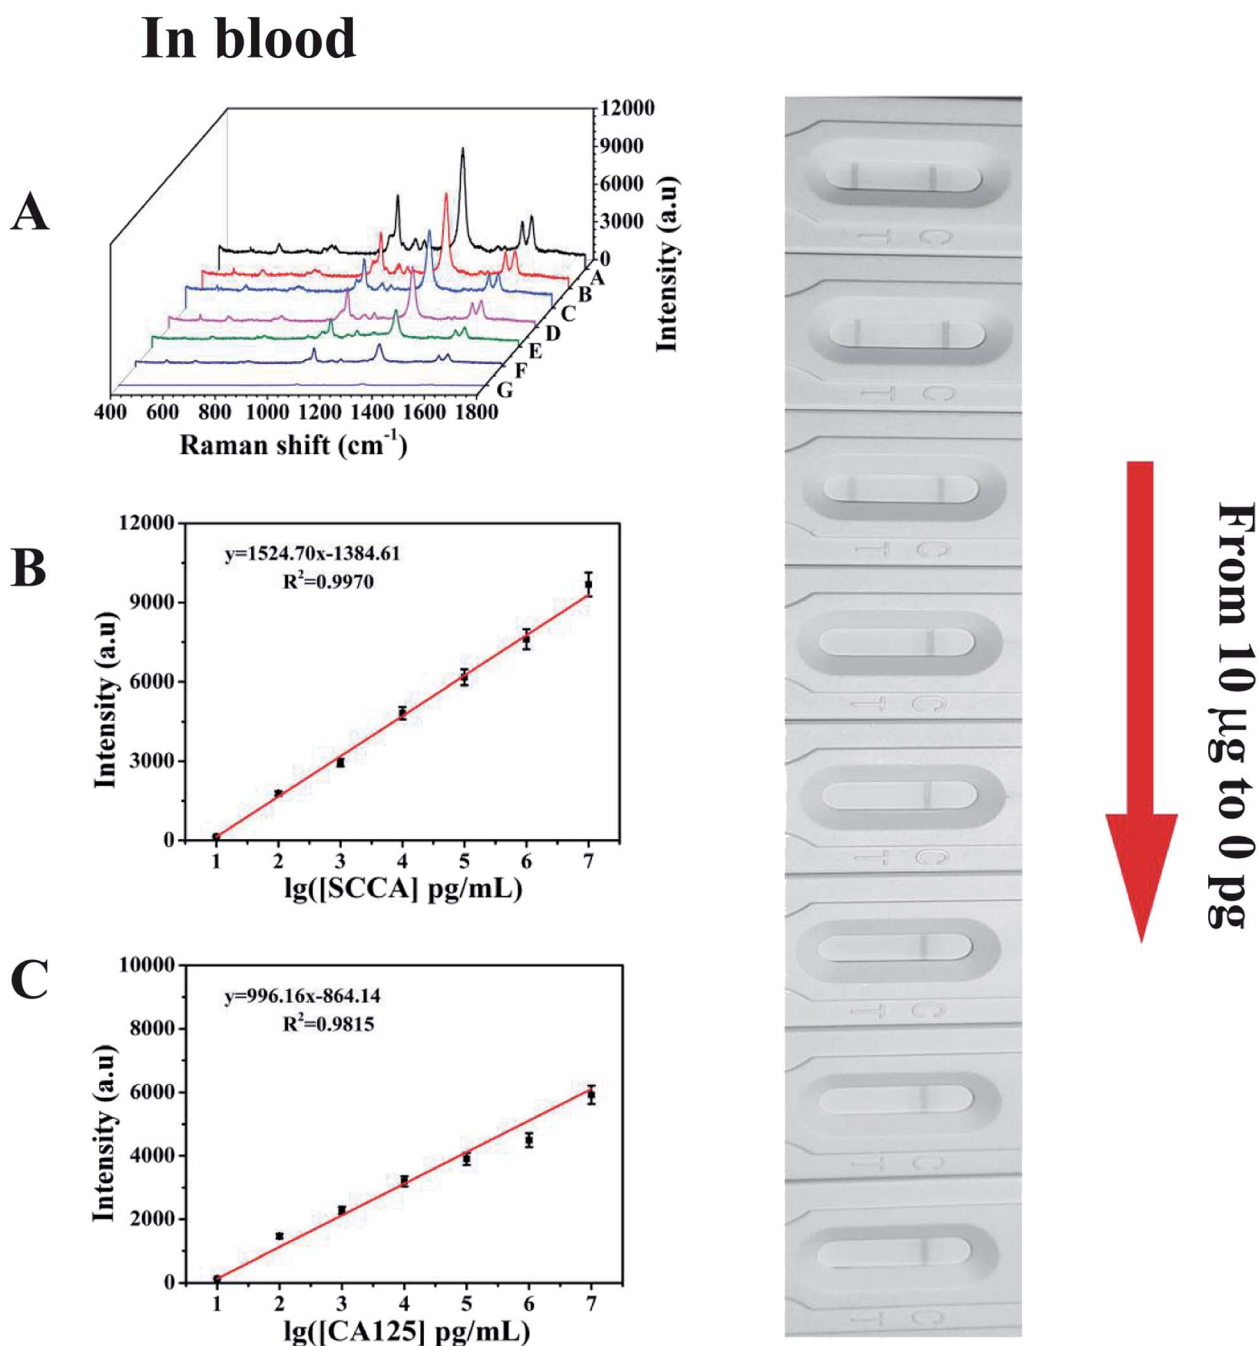 In blood
A
12000
9000
6000
3000
0
Intensity (a.u)
A
B
C
D
E
F
G
400 600 800 1000 1200 1400 1600 1800
Raman shift (cm-1)
B
12000
9000
6000
3000
0
Intensity (a.u)
y=1524.70x-1384.61
R2=0.9970
1 2 3 4 5 6 7
lg([SCCA] pg/mL)
C
10000
8000
6000
4000
2000
0
Intensity (a.u)
y=996.16x-864.14
R2=0.9815
1 2 3 4 5 6 7
lg([CA125] pg/mL)
T C
T C
T C
T C
T C
T C
T C
T C
From 10 µg to 0 pg